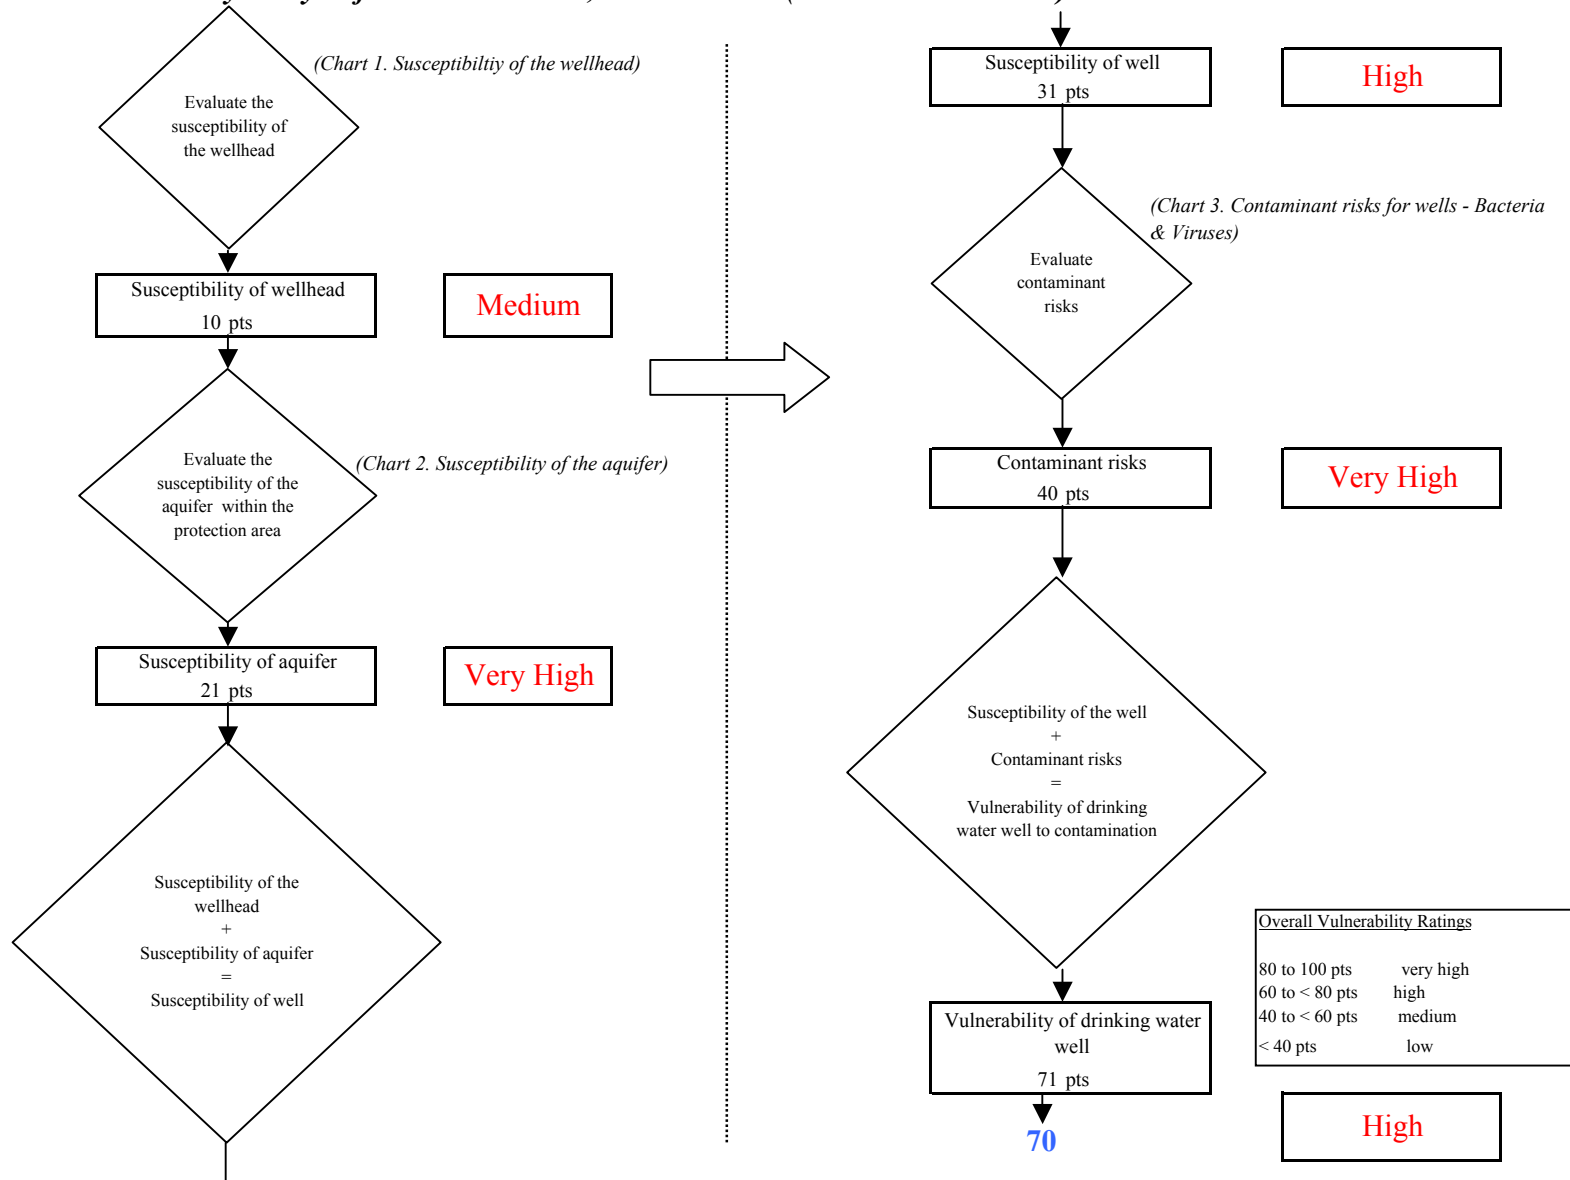 (Chart 1. Susceptibiltiy of the wellhead)
Evaluate the
susceptibility of
the wellhead
Susceptibility of wellhead
10 pts
Medium
Evaluate the
susceptibility of the
aquifer within the
protection area
(Chart 2. Susceptibility of the aquifer)
Susceptibility of aquifer
21 pts
Very High
Susceptibility of the
wellhead
+
Susceptibility of aquifer
=
Susceptibility of well
Susceptibility of well
31 pts
High
(Chart 3. Contaminant risks for wells - Bacteria
& Viruses)
Evaluate
contaminant
risks
Contaminant risks
40 pts
Very High
Susceptibility of the well
+
Contaminant risks
=
Vulnerability of drinking
water well to contamination
Overall Vulnerability Ratings
80 to 100 pts very high
60 to < 80 pts high
40 to < 60 pts medium
< 40 pts low
Vulnerability of drinking water
well
71 pts
70
High